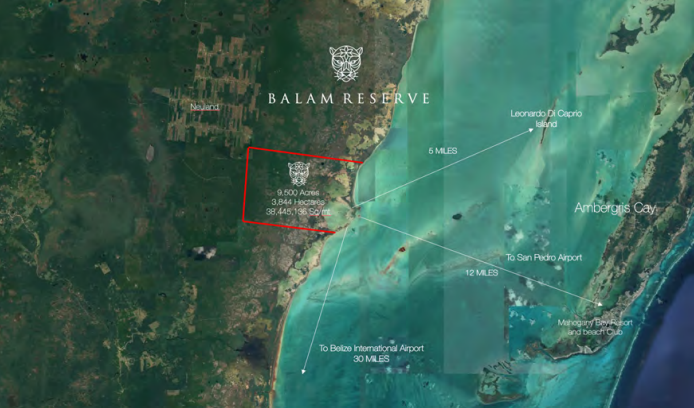 BALAM RESERVE
Neuland
Leonardo Di Caprio
Island
5 MILES
9,500 Acres
3,844 Hectares
38,445,136 Sq/mt
Ambergris Cay
To San Pedro Airport
12 MILES
Mahogany Bay Resort
and beach Club
To Belize International Airport
30 MILES